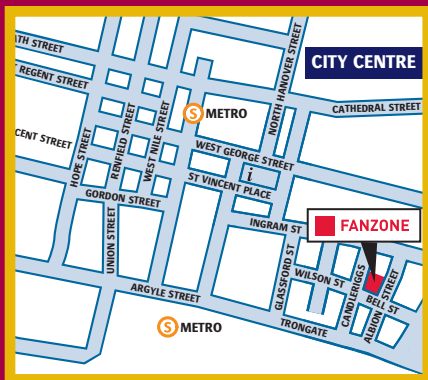 ATH STREET
NORTH HANOVER STREET
CITY CENTRE
T REGENT STREET
CATHEDRAL STREET
S METRO
RENFIELD STREET
WEST NILE STREET
CENT STREET
WEST GEORGE STREET
HOPE STREET
i
ST VINCENT PLACE
GORDON STREET
INGRAM ST
FANZONE
UNION STREET
GLASSFORD ST
WILSON ST
CANDLERIGGS
ALBION STREET
BELL ST
ARGYLE STREET
S METRO
TRONGATE